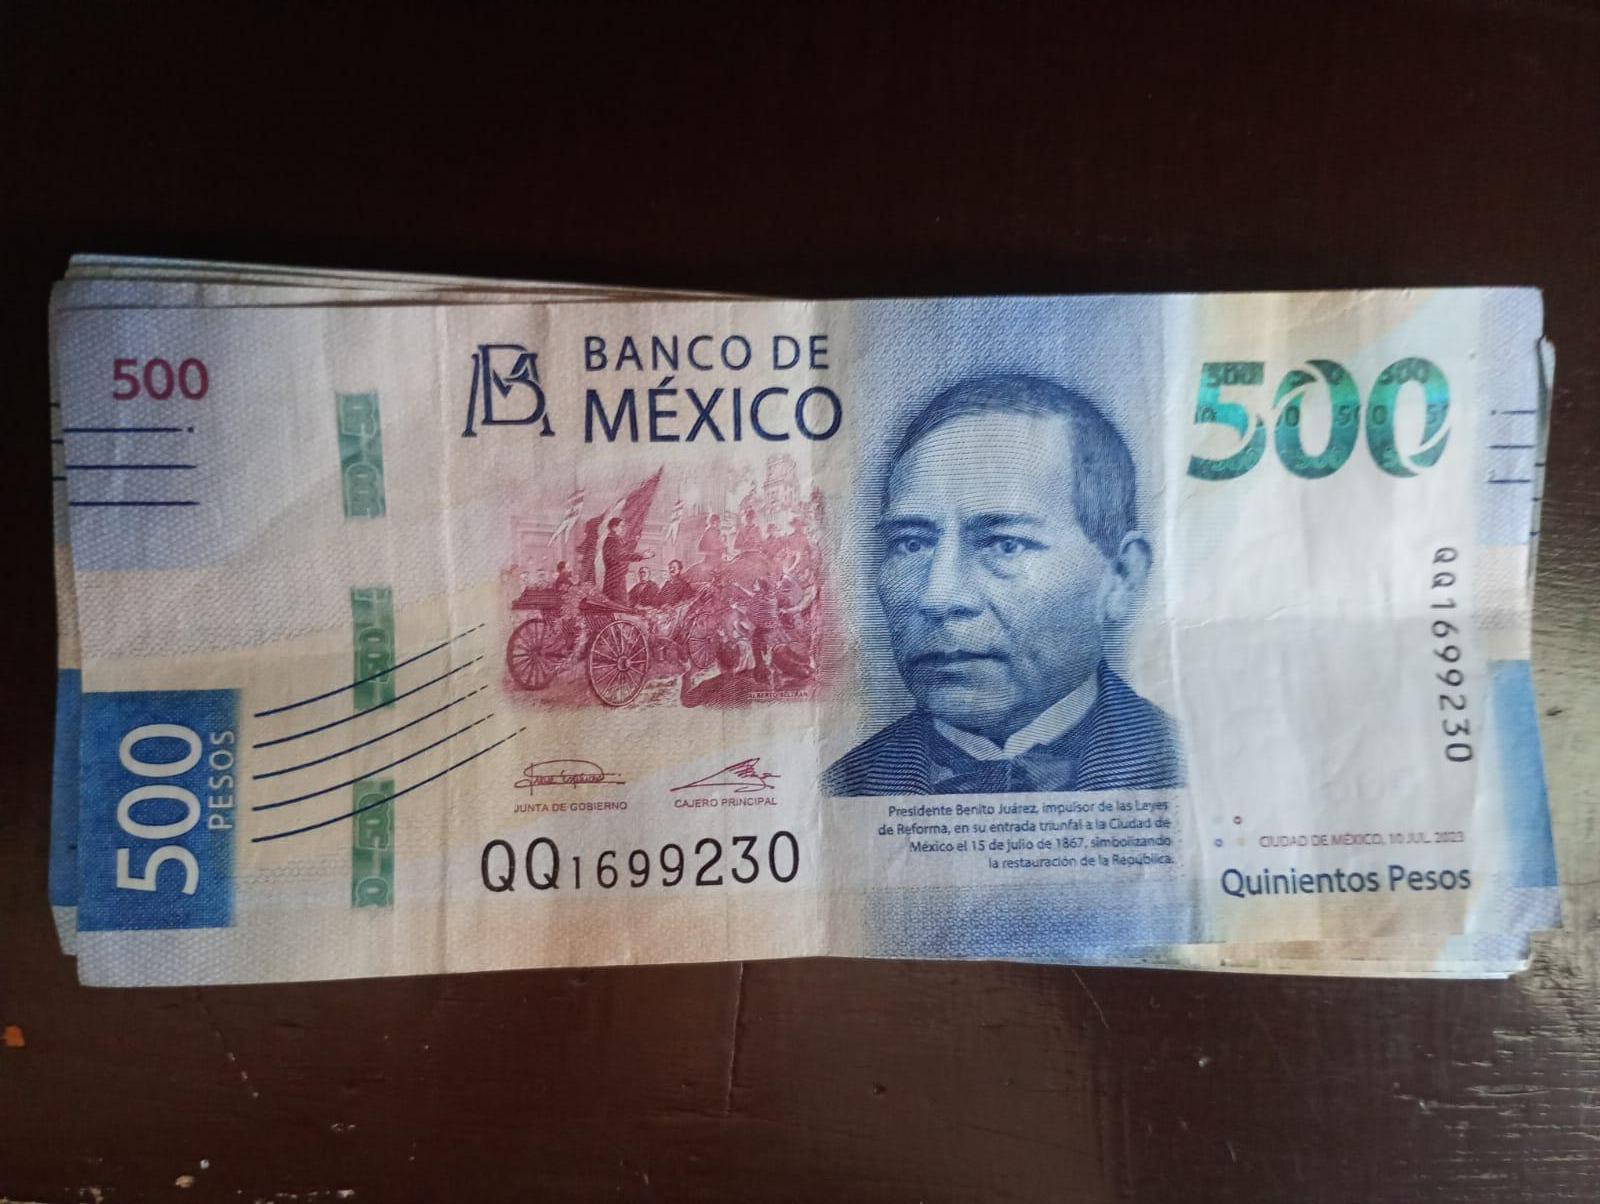 500
BANCO DE
MÉXICO
500
QQ1699230
ALBERTO BELTRÁN
500
PESOS
JUNTA DE GOBIERNO
CAJERO PRINCIPAL
QQ1699230
Presidente Benito Juárez, impulsor de las Leyes
de Reforma, en su entrada triunfal a la Ciudad de
México el 15 de julio de 1867, simbolizando
la restauración de la República.
CIUDAD DE MÉXICO, 10 JUL. 2023
Quinientos Pesos